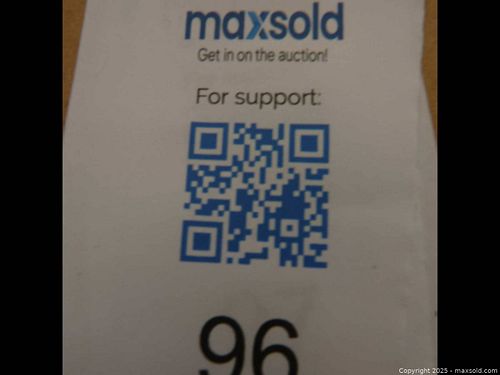 maxsold
Get in on the auction!
For support:
96
Copyright 2025 - maxsold.com